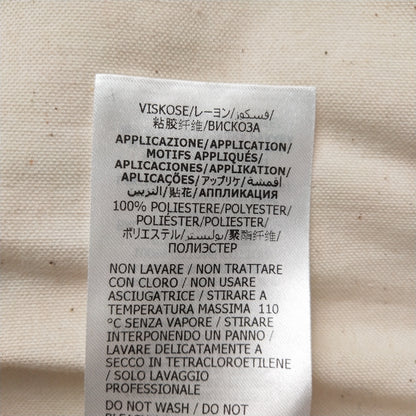 VISKOSE/レーヨン/فسكوز/
粘胶纤维/ВИСКОЗА
APPLICAZIONE/APPLICATION/
MOTIFS APPLIQUÉS/
APLICACIONES/APPLIKATION/
APLICAÇÕES/アップリケ/أقمشة
التزيين/貼花/АППЛИКАЦИЯ
100% POLIESTERE/POLYESTER/
POLIÉSTER/POLIESTER/
ポリエステル/بوليستر/聚酯纤维/
ПОЛИЭСТЕР
NON LAVARE / NON TRATTARE
CON CLORO / NON USARE
ASCIUGATRICE / STIRARE A
TEMPERATURA MASSIMA 110
°C SENZA VAPORE / STIRARE
INTERPONENDO UN PANNO /
LAVARE DELICATAMENTE A
SECCO IN TETRACLOROETILENE
/ SOLO LAVAGGIO
PROFESSIONALE
DO NOT WASH / DO NOT